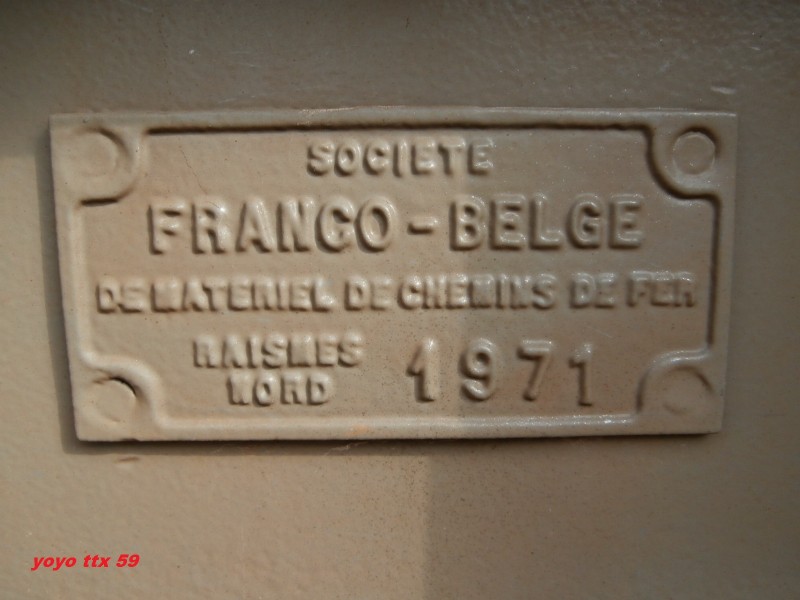 SOCIETE
FRANCO-BELGE
DE MATERIEL DE CHEMINS DE FER
RAISMES
NORD
1971
yoyo ttx 59